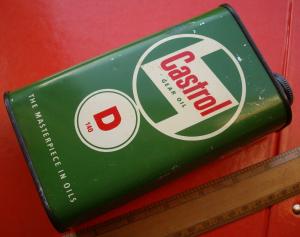 Castrol
GEAR OIL
D
140
THE MASTERPIECE IN OILS